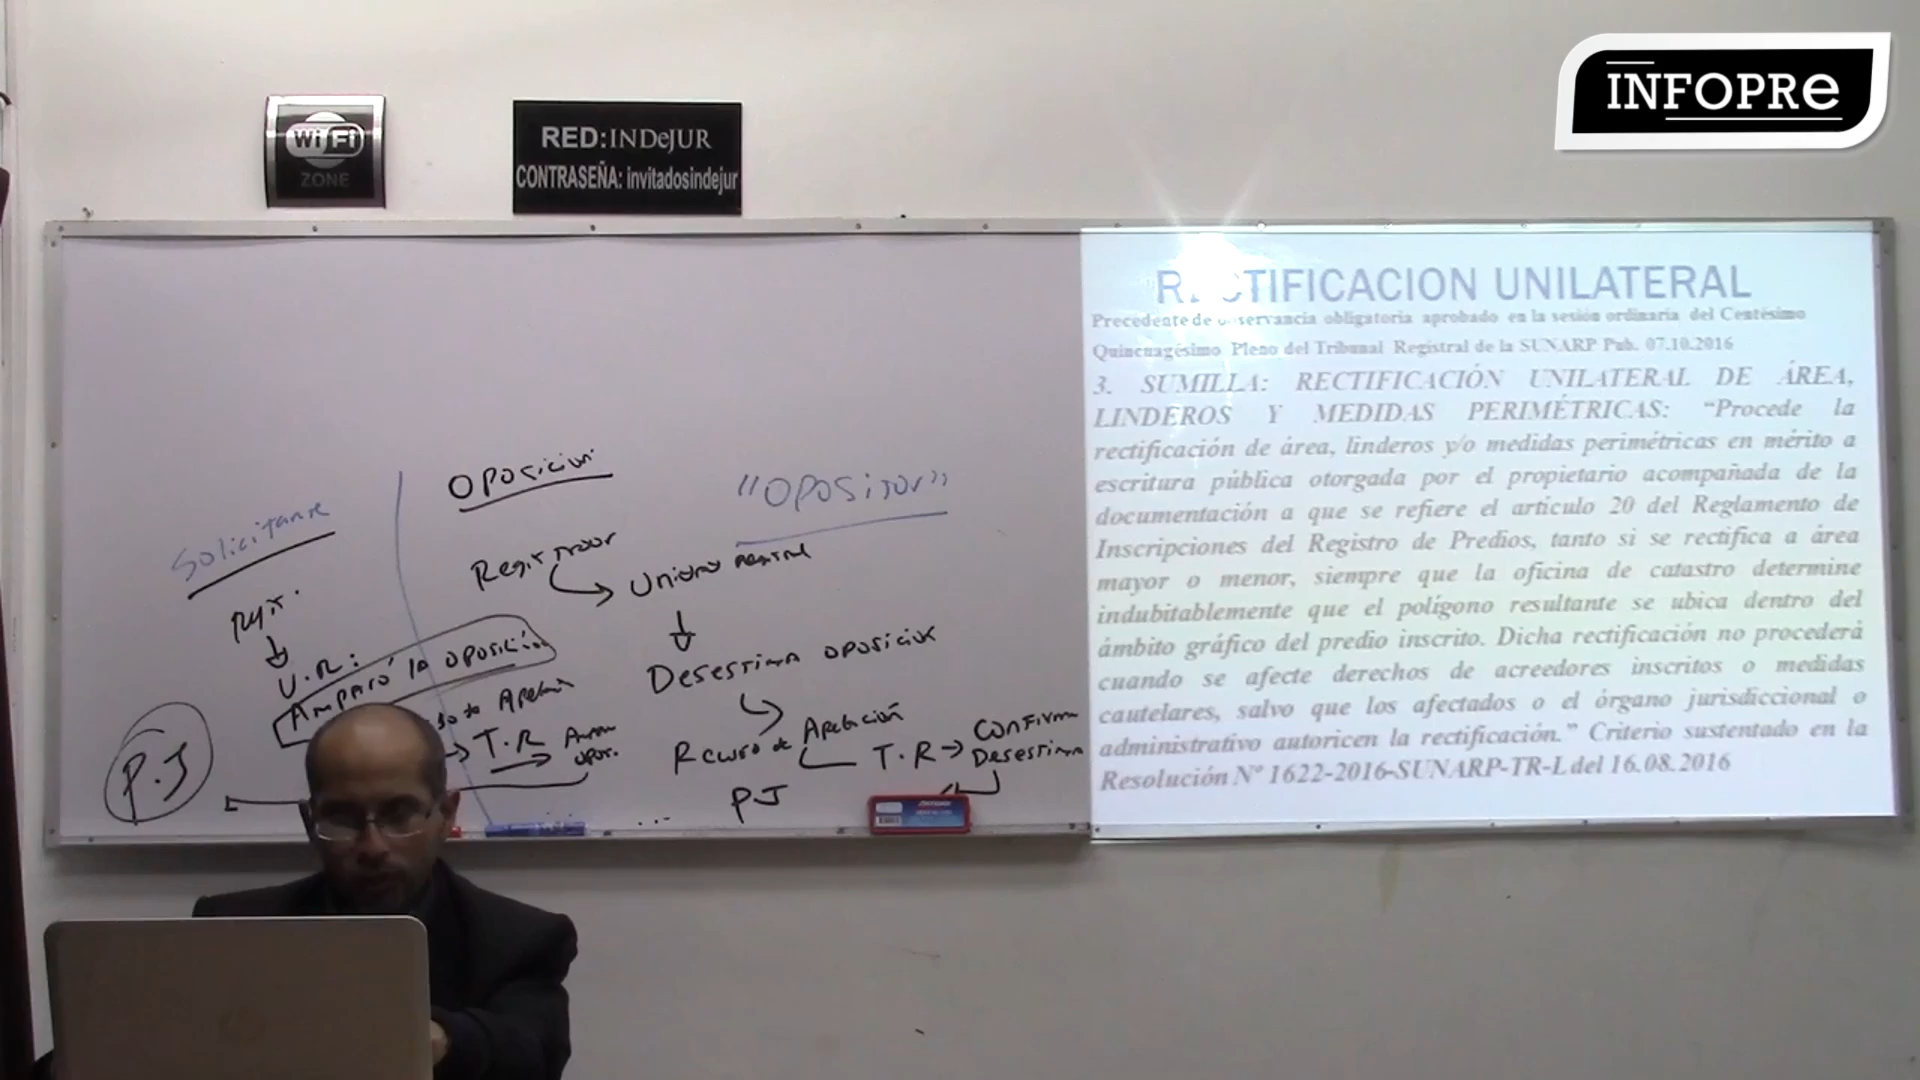 INFOPRe
WiFi
ZONE
RED: INDeJUR
CONTRASEÑA: invitadosindejur
Solicitante
U.R:
Amparó la oposición
Apelación
T.R
opos.
P.J
Oposición
Registrador
"Opositor"
Desestima oposición
Recurso de Apelación
T.R → Confirma
Desestima
P.J
...
RECTIFICACION UNILATERAL
Precedente de observancia obligatoria aprobado en la sesión ordinaria del Centésimo
Quincuagésimo Pleno del Tribunal Registral de la SUNARP Pub. 07.10.2016
3. SUMILLA: RECTIFICACIÓN UNILATERAL DE ÁREA,
LINDEROS Y MEDIDAS PERIMÉTRICAS: "Procede la
rectificación de área, linderos y/o medidas perimétricas en mérito a
escritura pública otorgada por el propietario acompañada de la
documentación a que se refiere el artículo 20 del Reglamento de
Inscripciones del Registro de Predios, tanto si se rectifica a área
mayor o menor, siempre que la oficina de catastro determine
indubitablemente que el polígono resultante se ubica dentro del
ámbito gráfico del predio inscrito. Dicha rectificación no procederá
cuando se afecte derechos de acreedores inscritos o medidas
cautelares, salvo que los afectados o el órgano jurisdiccional o
administrativo autoricen la rectificación." Criterio sustentado en la
Resolución Nº 1622-2016-SUNARP-TR-L del 16.08.2016